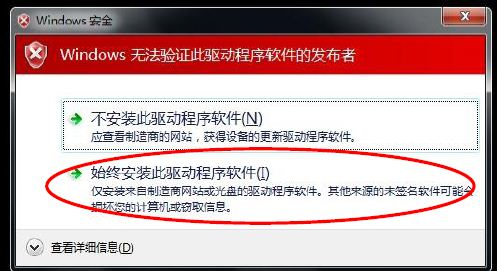 Windows 安全
Windows 无法验证此驱动程序软件的发布者
不安装此驱动程序软件(N)
应查看制造商的网站，获得设备的更新驱动程序软件。
始终安装此驱动程序软件(I)
仅安装来自制造商网站或光盘的驱动程序软件。其他来源的未签名软件可能会
损坏您的计算机或窃取信息。
查看详细信息(D)